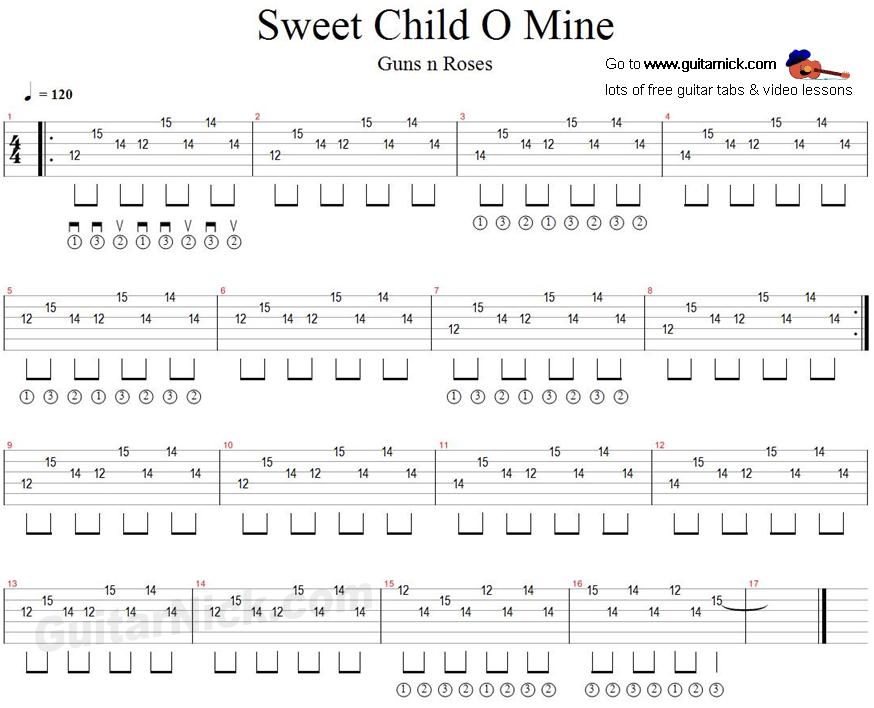 Sweet Child O Mine
Guns n Roses
Go to www.guitarnick.com
lots of free guitar tabs & video lessons
= 120
1 2 3 4
4/4
12 15 14 12 15 14 14 14 12 15 14 12 15 14 14 14 14 15 14 12 15 14 14 14 14 15 14 12 15 14 14 14
① ③ ② ① ③ ② ③ ②
① ③ ② ① ③ ② ③ ②
5 6 7 8
12 15 14 12 15 14 14 14 12 15 14 12 15 14 14 14 12 15 14 12 15 14 14 14 12 15 14 12 15 14 14 14
① ③ ② ① ③ ② ③ ② ① ③ ② ① ③ ② ③ ②
9 10 11 12
12 15 14 12 15 14 14 14 12 15 14 12 15 14 14 14 14 15 14 12 15 14 14 14 14 15 14 12 15 14 14 14
13 14 15 16 17
12 15 14 12 15 14 14 14 12 15 14 12 15 14 14 14 12 14 15 14 12 14 15 14 15 14 14 14 12 14 15
GuitarNick.com
① ② ③ ② ① ② ③ ② ③ ② ③ ② ① ② ③